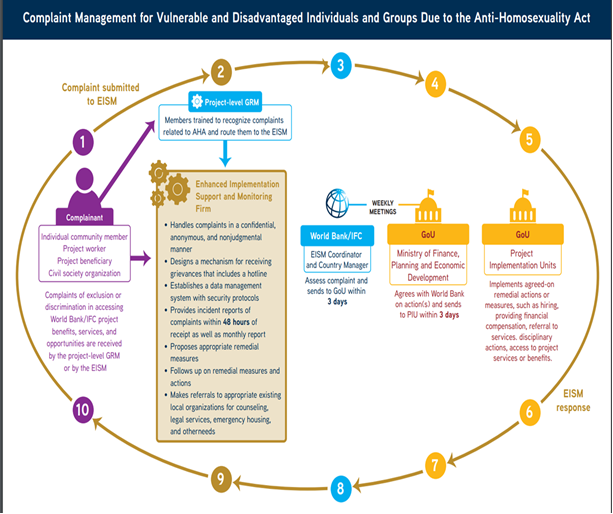 Complaint Management for Vulnerable and Disadvantaged Individuals and Groups Due to the Anti-Homosexuality Act
Complaint submitted
to EISM
1
2
3
4
5
Complainant
Individual community member
Project worker
Project beneficiary
Civil society organization
Complaints of exclusion or
discrimination in accessing
World Bank/IFC project
benefits, services, and
opportunities are received
by the project-level GRM
or by the EISM
Project-level GRM
Members trained to recognize complaints
related to AHA and route them to the EISM
Enhanced Implementation
Support and Monitoring
Firm
• Handles complaints in a confidential,
anonymous, and nonjudgmental
manner
• Designs a mechanism for receiving
grievances that includes a hotline
• Establishes a data management
system with security protocols
• Provides incident reports of
complaints within 48 hours of
receipt as well as monthly report
• Proposes appropriate remedial
measures
• Follows up on remedial measures and
actions
• Makes referrals to appropriate existing
local organizations for counseling,
legal services, emergency housing,
and otherneeds
WEEKLY
MEETINGS
World Bank/IFC
EISM Coordinator
and Country Manager
Assess complaint and
sends to GoU within
3 days
GoU
Ministry of Finance,
Planning and Economic
Development
Agrees with World Bank
on action(s) and sends
to PIU within 3 days
GoU
Project
Implementation Units
Implements agreed-on
remedial actions or
measures, such as hiring,
providing financial
compensation, referral to
services. disciplinary
actions, access to project
services or benefits.
EISM
response
6
7
8
9
10